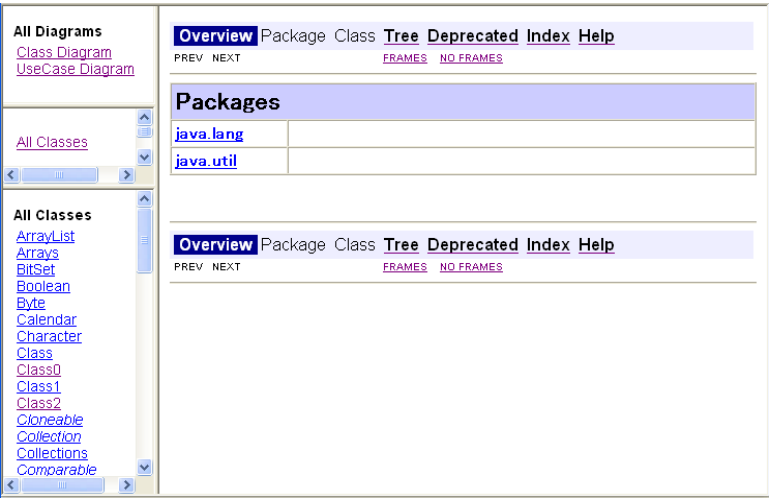 All Diagrams
Class Diagram
UseCase Diagram
All Classes
All Classes
ArrayList
Arrays
BitSet
Boolean
Byte
Calendar
Character
Class
Class0
Class1
Class2
Cloneable
Collection
Collections
Comparable
Overview Package Class Tree Deprecated Index Help
PREV NEXT FRAMES NO FRAMES
Packages
java.lang
java.util
Overview Package Class Tree Deprecated Index Help
PREV NEXT FRAMES NO FRAMES